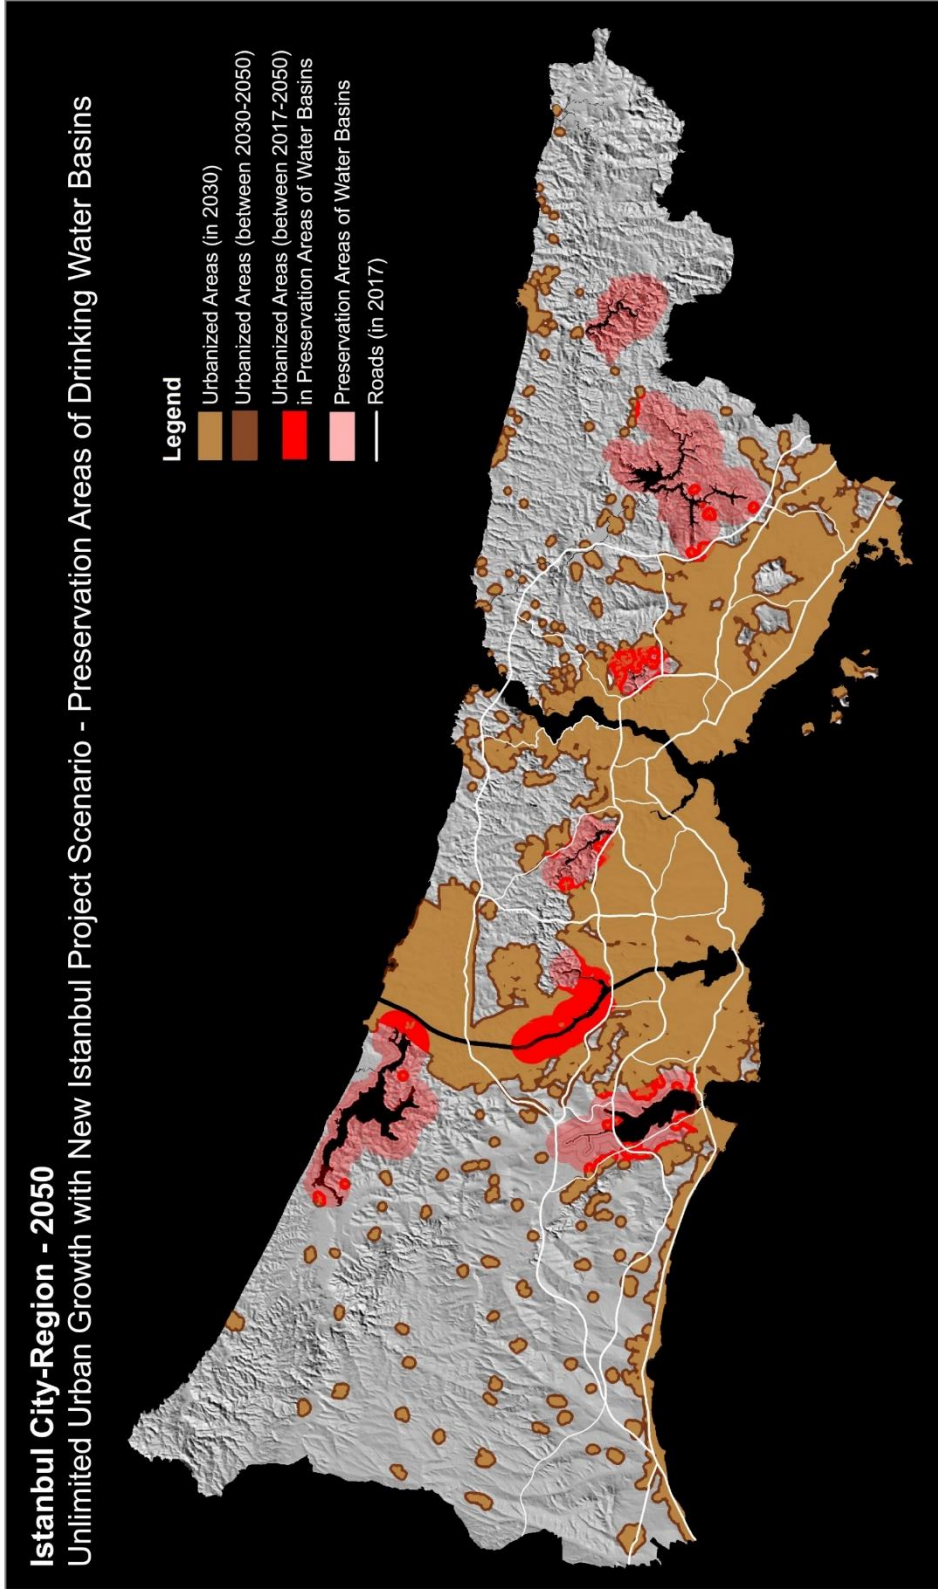 Istanbul City-Region - 2050
Unlimited Urban Growth with New Istanbul Project Scenario - Preservation Areas of Drinking Water Basins
Legend
Urbanized Areas (in 2030)
Urbanized Areas (between 2030-2050)
Urbanized Areas (between 2017-2050)
in Preservation Areas of Water Basins
Preservation Areas of Water Basins
Roads (in 2017)